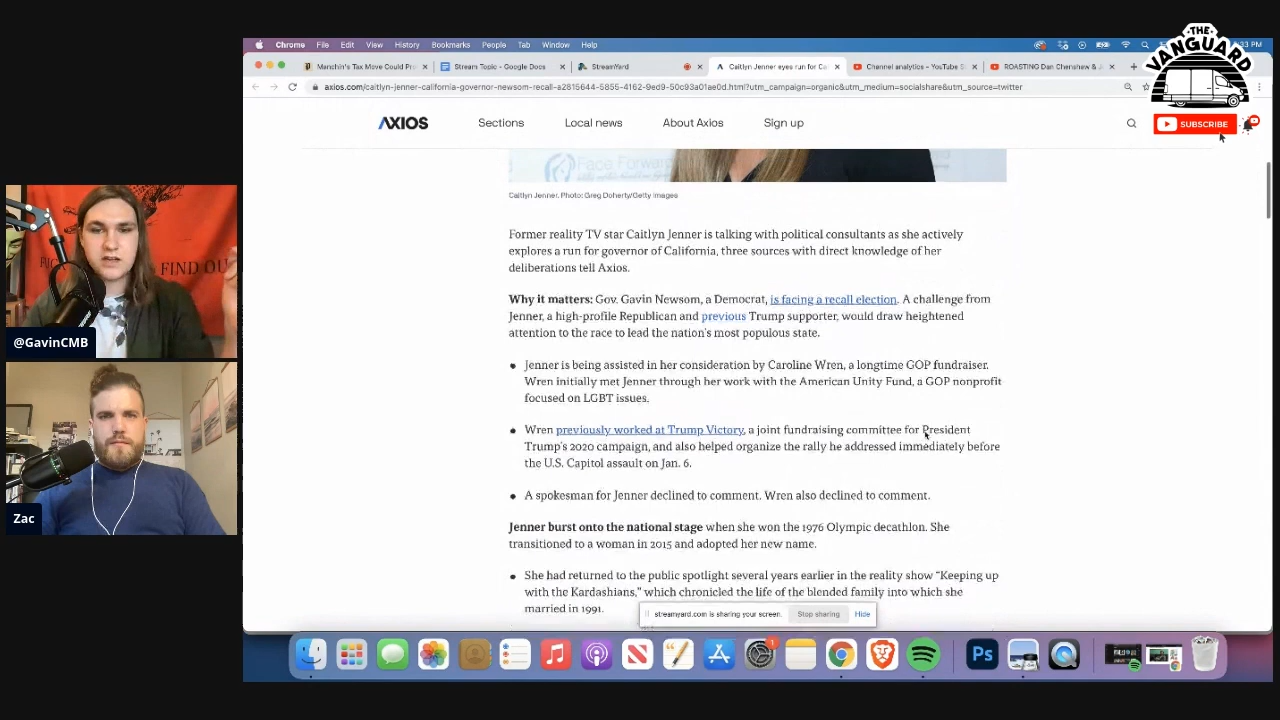 Chrome File Edit View History Bookmarks People Tab Window Help
Manchin's Tax Move Could Pr
Stream Topic - Google Docs
StreamYard
Caitlyn Jenner eyes run for Ca
Channel analytics - YouTube S
ROASTING Dan Crenshaw &
axios.com/caitlyn-jenner-california-governor-newsom-recall-a2815644-5855-4162-9ed9-50c93a01ae0d.html?utm_campaign=organic&utm_medium=socialshare&utm_source=twitter
THE
VANGUARD
SUBSCRIBE
AXIOS
Sections
Local news
About Axios
Sign up
Face Forward
Caitlyn Jenner. Photo: Greg Doherty/Getty Images
Former reality TV star Caitlyn Jenner is talking with political consultants as she actively
explores a run for governor of California, three sources with direct knowledge of her
deliberations tell Axios.
Why it matters: Gov. Gavin Newsom, a Democrat, is facing a recall election. A challenge from
Jenner, a high-profile Republican and previous Trump supporter, would draw heightened
attention to the race to lead the nation's most populous state.
Jenner is being assisted in her consideration by Caroline Wren, a longtime GOP fundraiser.
Wren initially met Jenner through her work with the American Unity Fund, a GOP nonprofit
focused on LGBT issues.
Wren previously worked at Trump Victory, a joint fundraising committee for President
Trump's 2020 campaign, and also helped organize the rally he addressed immediately before
the U.S. Capitol assault on Jan. 6.
A spokesman for Jenner declined to comment. Wren also declined to comment.
Jenner burst onto the national stage when she won the 1976 Olympic decathlon. She
transitioned to a woman in 2015 and adopted her new name.
She had returned to the public spotlight several years earlier in the reality show “Keeping up
with the Kardashians,” which chronicled the life of the blended family into which she
married in 1991.
streamyard.com is sharing your screen.
Stop sharing
Hide
FIND OU
@GavinCMB
Zac
Ps
1